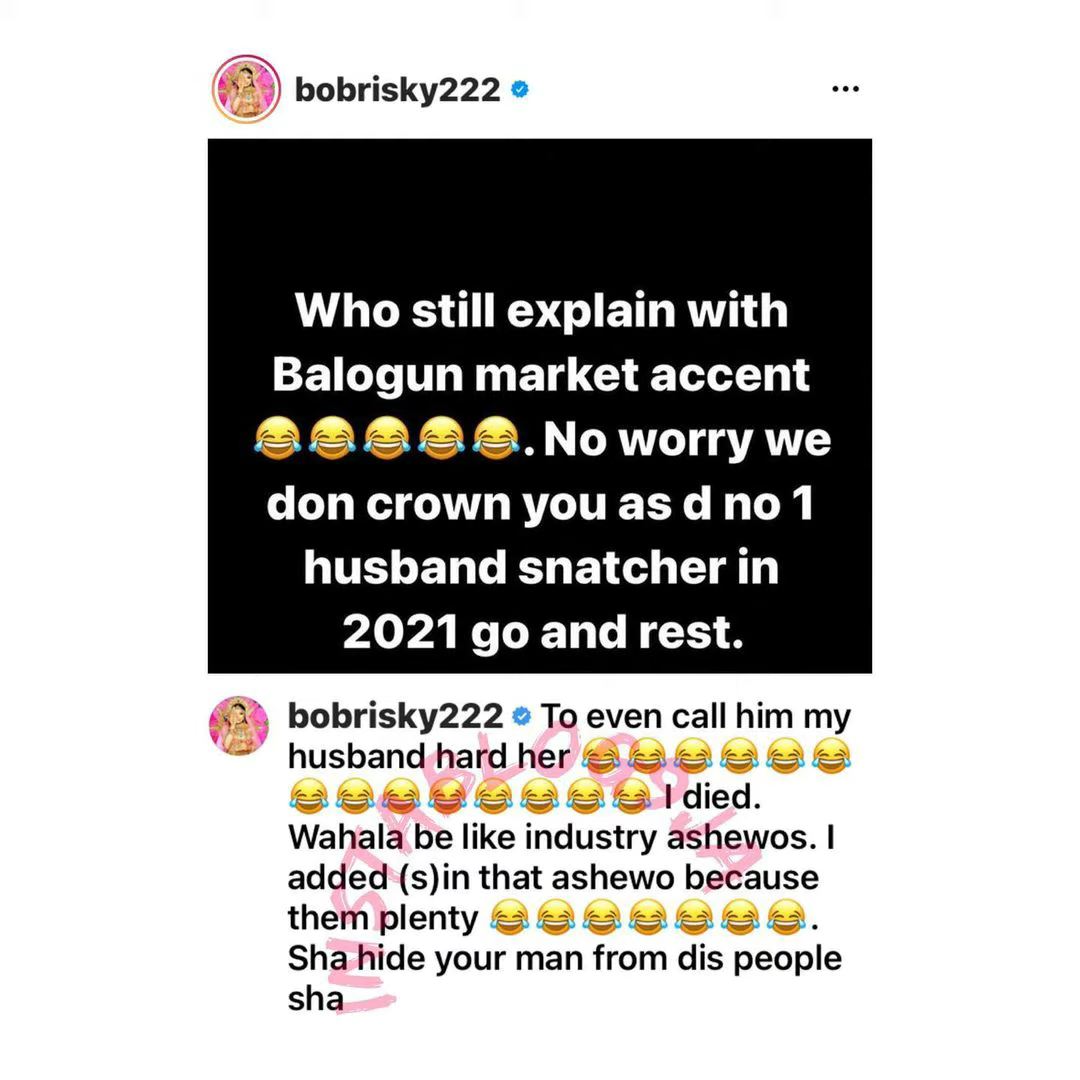 bobrisky222
Who still explain with
Balogun market accent
😂😂😂😂😂. No worry we
don crown you as d no 1
husband snatcher in
2021 go and rest.
bobrisky222 To even call him my
husband hard her 😂😂😂😂😂😂
😂😂😂😂😂😂😂😂 I died.
Wahala be like industry ashewos. I
added (s)in that ashewo because
them plenty 😂😂😂😂😂😂😂.
Sha hide your man from dis people
sha
INSTABLOG9JA